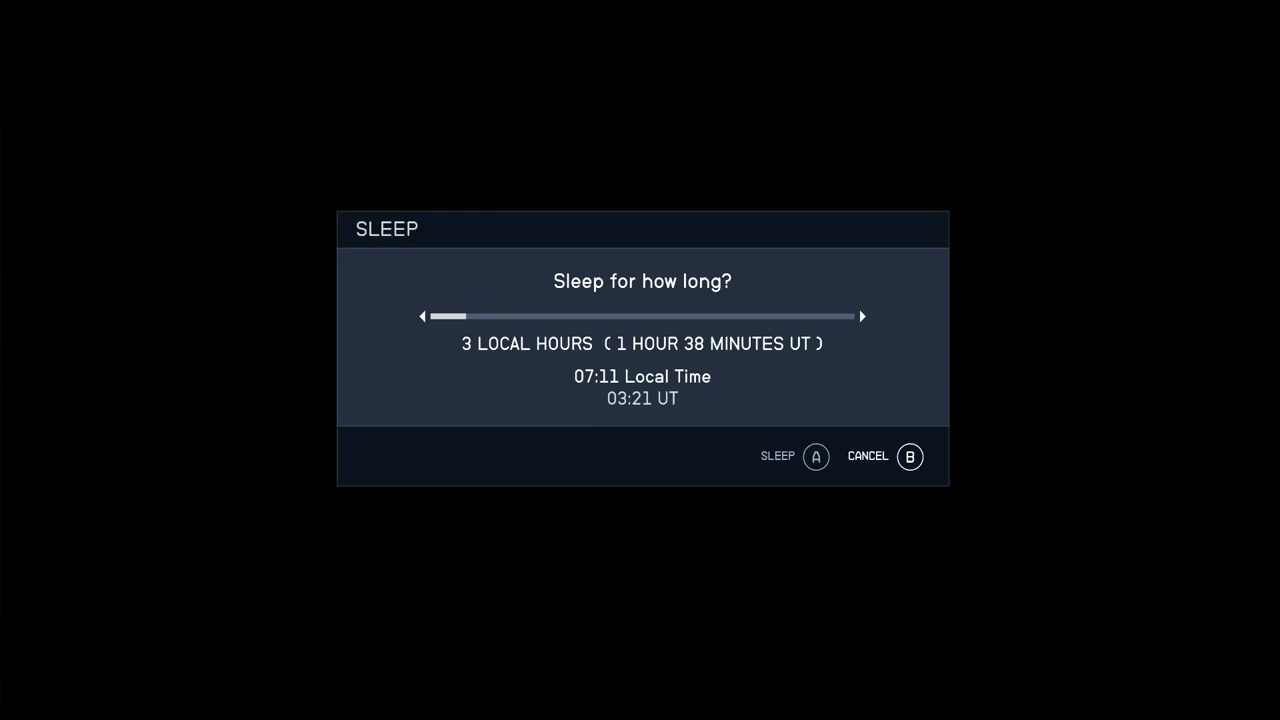 SLEEP
Sleep for how long?
3 LOCAL HOURS ( 1 HOUR 38 MINUTES UT )
07:11 Local Time
03:21 UT
SLEEP A CANCEL B